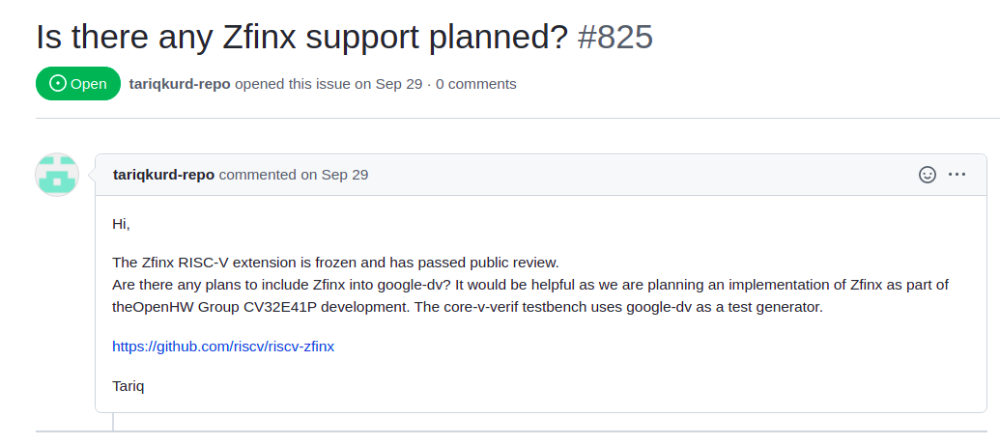 Is there any Zfinx support planned? #825
Open tariqkurd-repo opened this issue on Sep 29 · 0 comments
tariqkurd-repo commented on Sep 29
Hi,
The Zfinx RISC-V extension is frozen and has passed public review.
Are there any plans to include Zfinx into google-dv? It would be helpful as we are planning an implementation of Zfinx as part of
theOpenHW Group CV32E41P development. The core-v-verif testbench uses google-dv as a test generator.
https://github.com/riscv/riscv-zfinx
Tariq